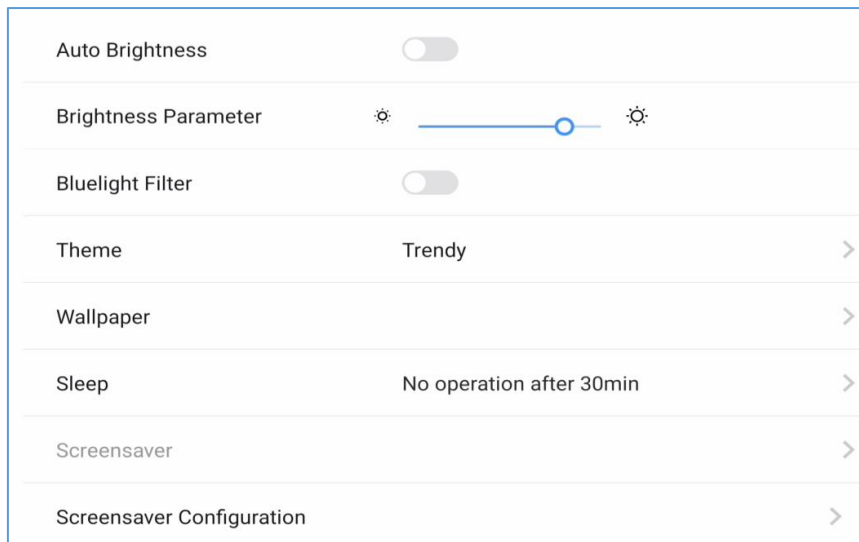 Auto Brightness
Brightness Parameter
Bluelight Filter
Theme Trendy
Wallpaper
Sleep No operation after 30min
Screensaver
Screensaver Configuration